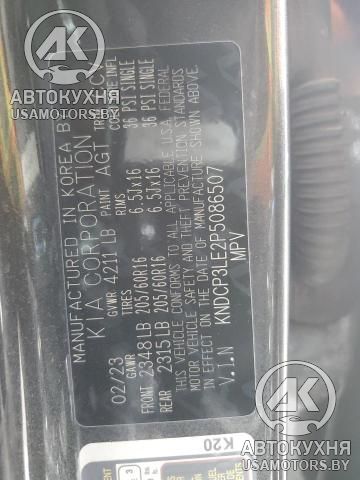 АВТОКУХНЯ
USAMOTORS.BY
MANUFACTURED IN KOREA B
KIA CORPORATION
02/23 GVWR 4211 LB PAINT AGT TR
GAWR TIRES RIMS COLD TIRE
FRONT 2348 LB 205/60R16 6.5Jx16 36 PSI SINGLE
REAR 2315 LB 205/60R16 6.5Jx16 36 PSI SINGLE
THIS VEHICLE CONFORMS TO ALL APPLICABLE U.S.A. FEDERAL
MOTOR VEHICLE SAFETY AND THEFT PREVENTION STANDARDS
IN EFFECT ON THE DATE OF MANUFACTURE SHOWN ABOVE.
V.I.N KNDCP3LE2P5086507
MPV
K20
АВТОКУХНЯ
USAMOTORS.BY
АВТОКУХНЯ
USAMOTORS.BY